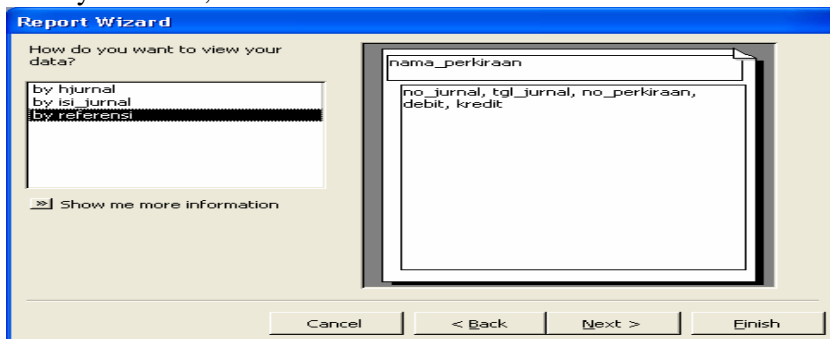 Report Wizard
How do you want to view your
data?
by hjurnal
by isi_jurnal
by referensi
Show me more information
nama_perkiraan
no_jurnal, tgl_jurnal, no_perkiraan,
debit, kredit
Cancel
< Back
Next >
Finish